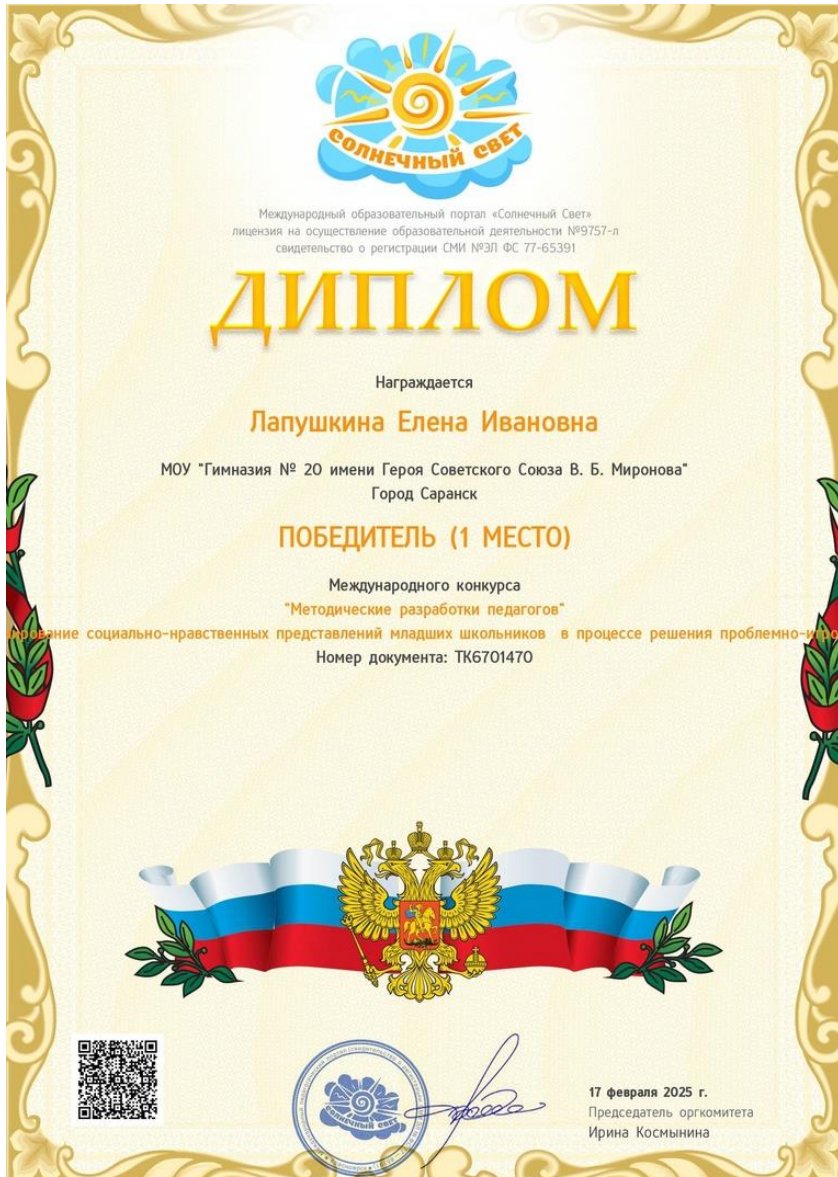 СОЛНЕЧНЫЙ СВЕТ
Международный образовательный портал «Солнечный Свет»
лицензия на осуществление образовательной деятельности №9757-л
свидетельство о регистрации СМИ №ЭЛ ФС 77-65391
ДИПЛОМ
Награждается
Лапушкина Елена Ивановна
МОУ "Гимназия № 20 имени Героя Советского Союза В. Б. Миронова"
Город Саранск
ПОБЕДИТЕЛЬ (1 МЕСТО)
Международного конкурса
"Методические разработки педагогов"
социально-нравственных представлений младших школьников в процессе решения
Номер документа: ТК6701470
СОЛНЕЧНЫЙ СВЕТ
17 февраля 2025 г.
Председатель оргкомитета
Ирина Космынина